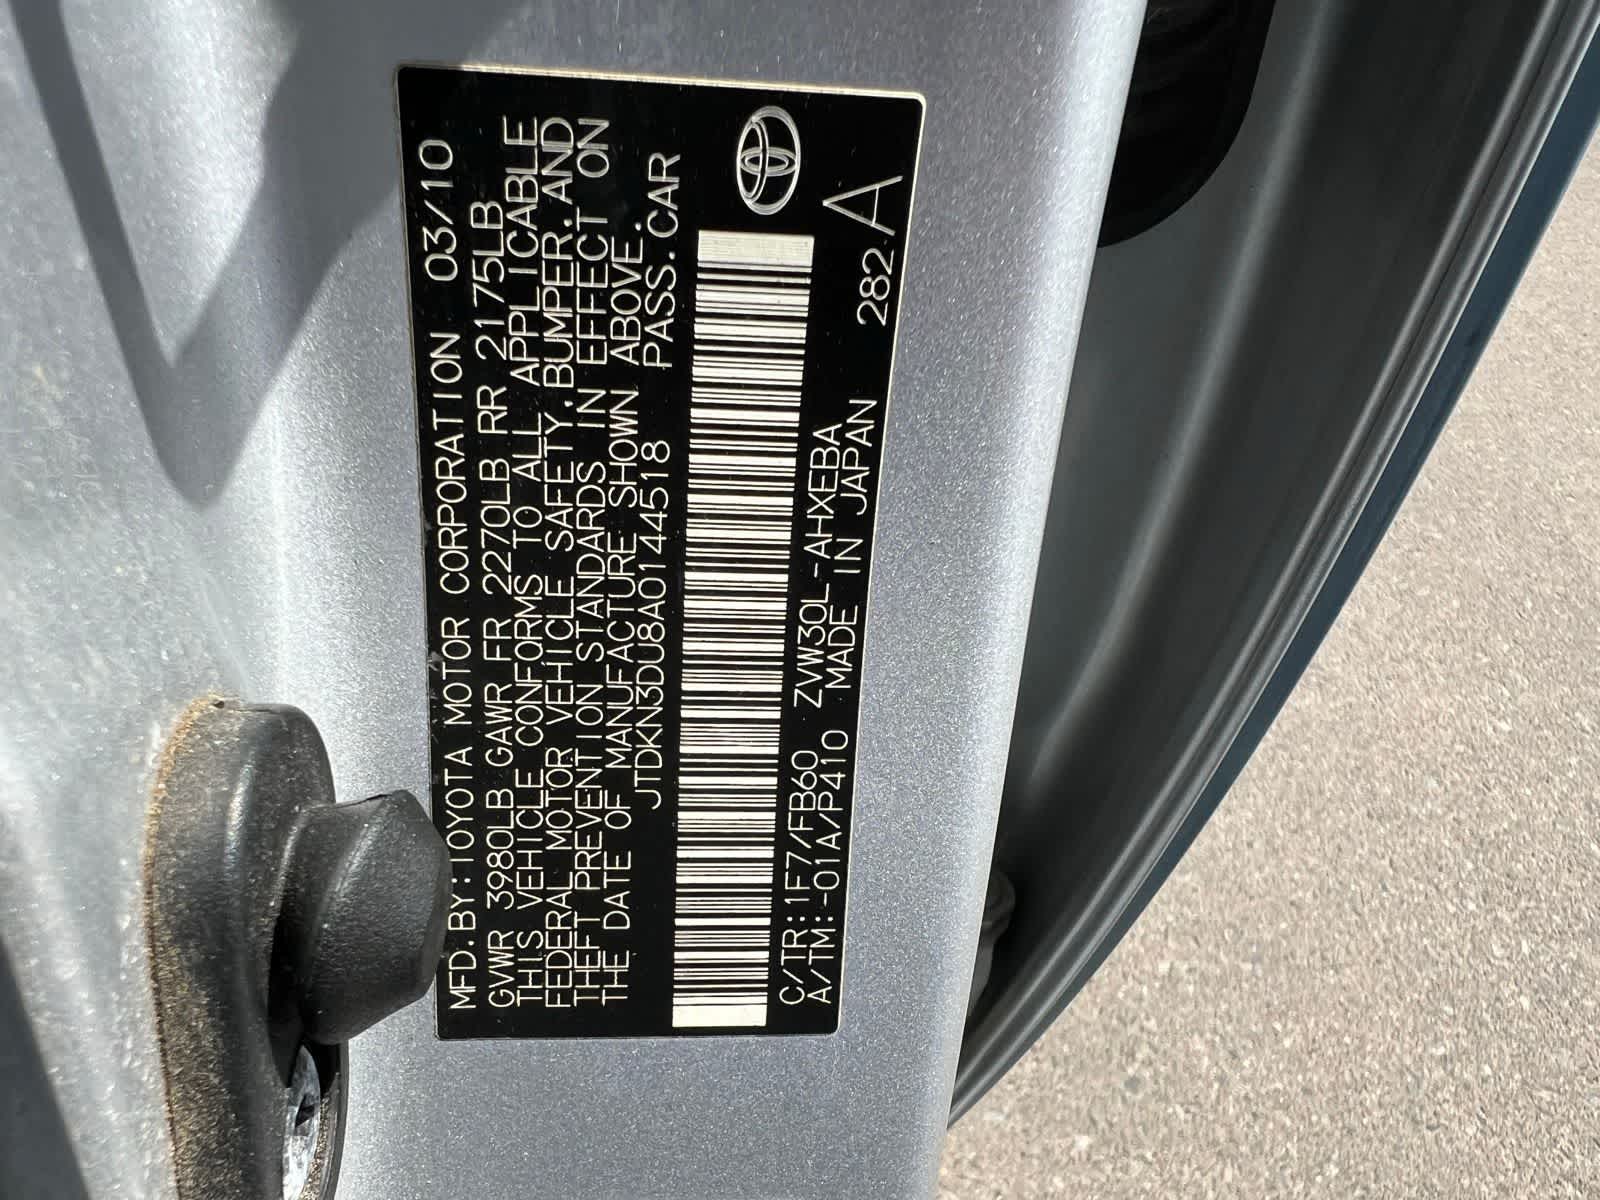 MFD.BY:TOYOTA MOTOR CORPORATION 03/10
GVWR 3980LB GAWR FR 2270LB RR 2175LB
THIS VEHICLE CONFORMS TO ALL APPLICABLE
FEDERAL MOTOR VEHICLE SAFETY,BUMPER,AND
THEFT PREVENTION STANDARDS IN EFFECT ON
THE DATE OF MANUFACTURE SHOWN ABOVE.
JTDKN3DU8A0144518 PASS.CAR
C/TR:1F7/FB60 ZVW30L-AHXEBA 282 A
A/TM:-01A/P410 MADE IN JAPAN